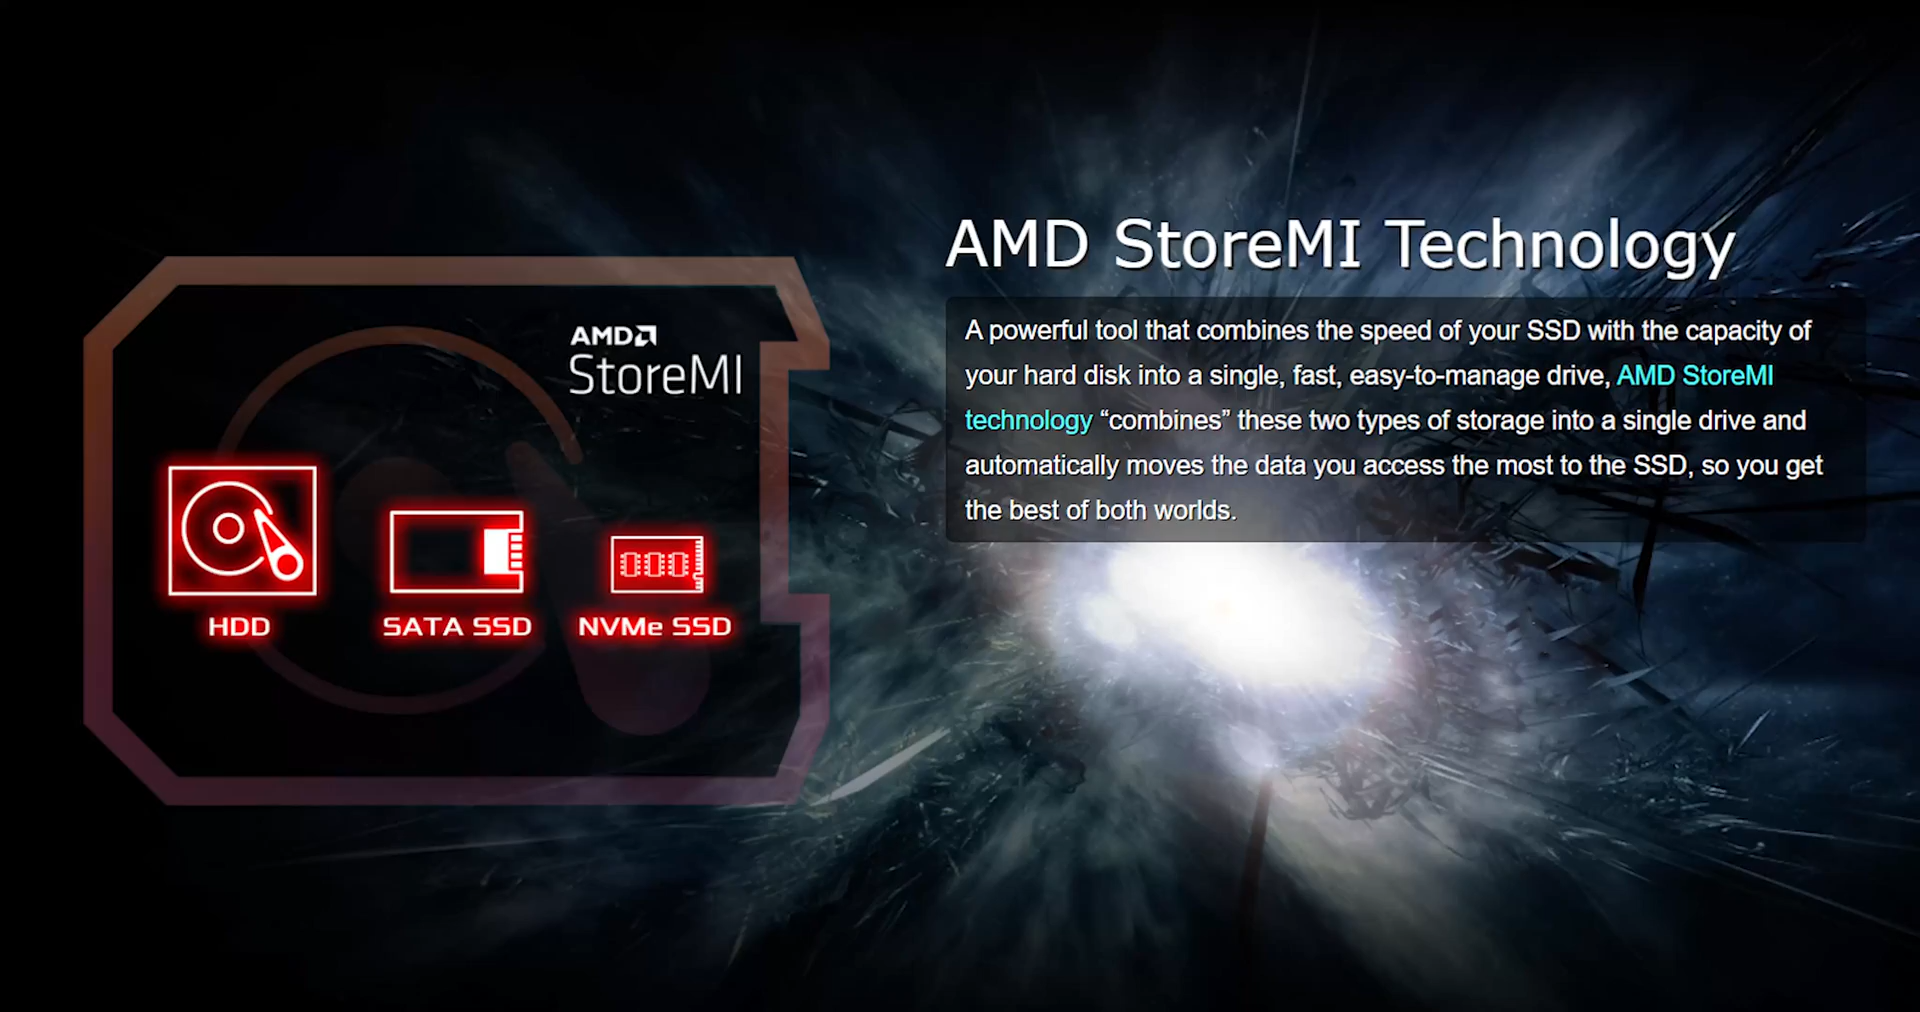 AMD
StoreMI
HDD
SATA SSD
NVMe SSD
AMD StoreMI Technology
A powerful tool that combines the speed of your SSD with the capacity of
your hard disk into a single, fast, easy-to-manage drive, AMD StoreMI
technology “combines” these two types of storage into a single drive and
automatically moves the data you access the most to the SSD, so you get
the best of both worlds.